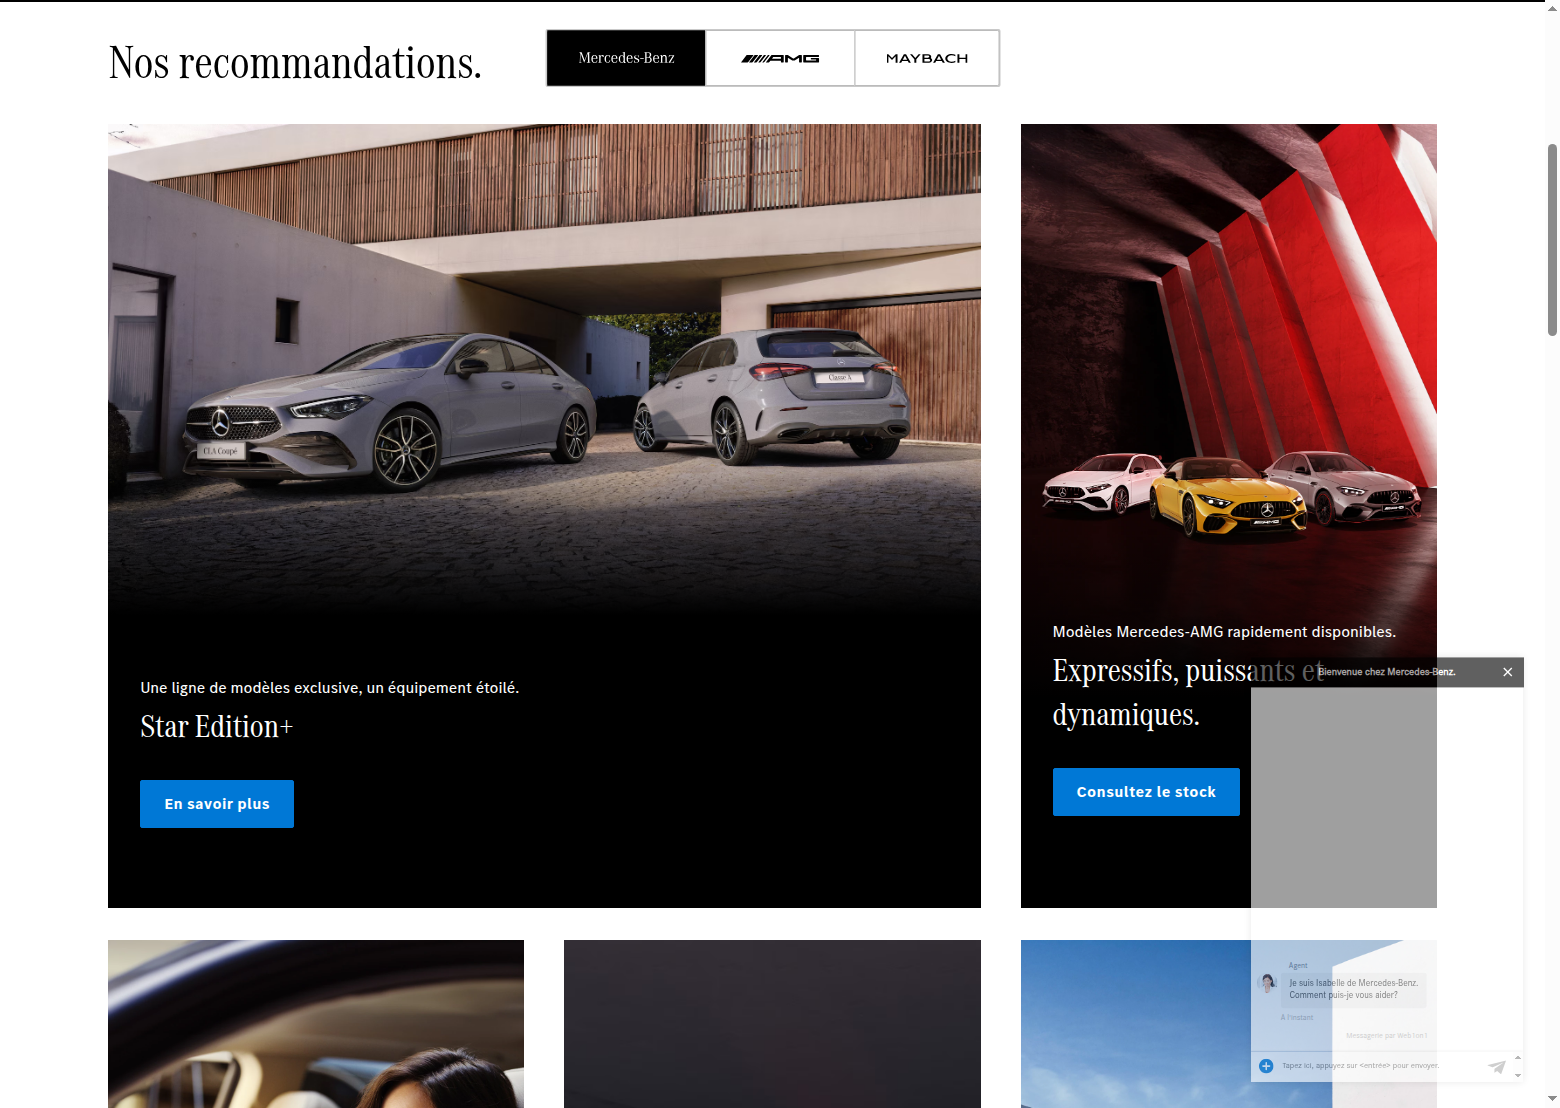 Nos recommandations.
Mercedes-Benz
AMG
MAYBACH
CLA Coupé
Classe A
Une ligne de modèles exclusive, un équipement étoilé.
Star Edition+
En savoir plus
Modèles Mercedes-AMG rapidement disponibles.
Expressifs, puissants et
dynamiques.
Consultez le stock
Bienvenue chez Mercedes-Benz.
Agent
Je suis Isabelle de Mercedes-Benz.
Comment puis-je vous aider?
À l'instant
Messagerie par Web1on1
Tapez ici, appuyez sur <entrée> pour envoyer.